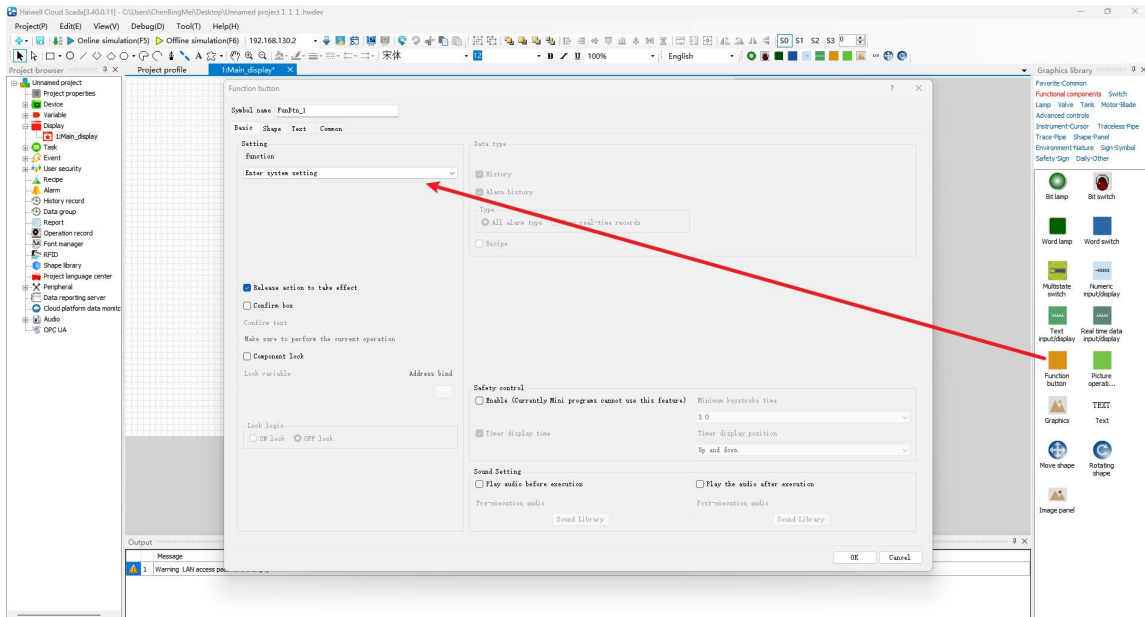 Haiwell Cloud Scada[3.40.0.11] - C:\Users\ChenBingMei\Desktop\Unnamed project 1 1 1 .hwdev
Project(P) Edit(E) View(V) Debug(D) Tool(T) Help(H)
Online simulation(F5) Offline simulation(F6) 192.168.130.2 S0 S1 S2 S3 0
宋体 12 B U 100% English
Project browser
Unnamed project
Project properties
Device
Variable
Display
1:Main_display
Task
Event
User security
Recipe
Alarm
History record
Data group
Report
Operation record
Font manager
RFID
Shape library
Project language center
Peripheral
Data reporting server
Cloud platform data monitc
Audio
OPC UA
Project profile 1:Main_display*
Function button ?
Symbol name FunBtn_1
Basic Shape Text Common
Setting
function
Enter system setting
Release action to take effect
Confirm box
Confirm text
Make sure to perform the current operation
Component lock
Lock variable Address bind
...
Lock logic
ON lock OFF lock
Data type
History
Alarm history
Type
All alarm type real-time records
Recipe
Safety control
Enable (Currently Mini programs cannot use this feature) Minimum keystroke time
3.0
Timer display time Timer display position
Up and down
Sound Setting
Play audio before execution Play the audio after execution
Pre-execution audio Post-execution audio
Sound Library Sound Library
OK Cancel
Output
Message
1 Warning LAN access
Graphics library
Favorite·Common
Functional components Switch
Lamp Valve Tank Motor·Blade
Advanced controls
Instrument·Cursor Traceless·Pipe
Trace·Pipe Shape·Panel
Environment·Nature Sign·Symbol
Safety·Sign Daily·Other
Bit lamp Bit switch
Word lamp Word switch
Multistate switch Numeric input/display
Text input/display Real time data input/display
Function button Picture operati...
TEXT
Graphics Text
Move shape Rotating shape
Image panel